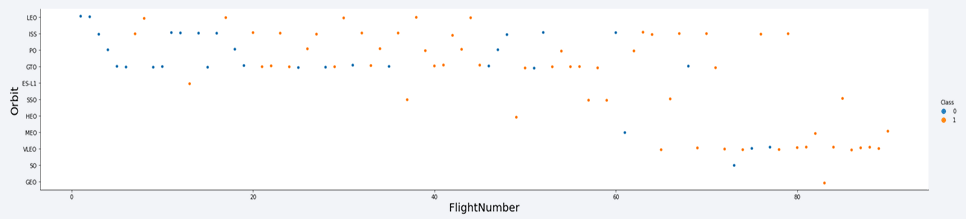 LEO
ISS
PO
GTO
ES-L1
SSO
HEO
MEO
VLEO
SO
GEO
Orbit
0 20 40 60 80
FlightNumber
Class
0
1